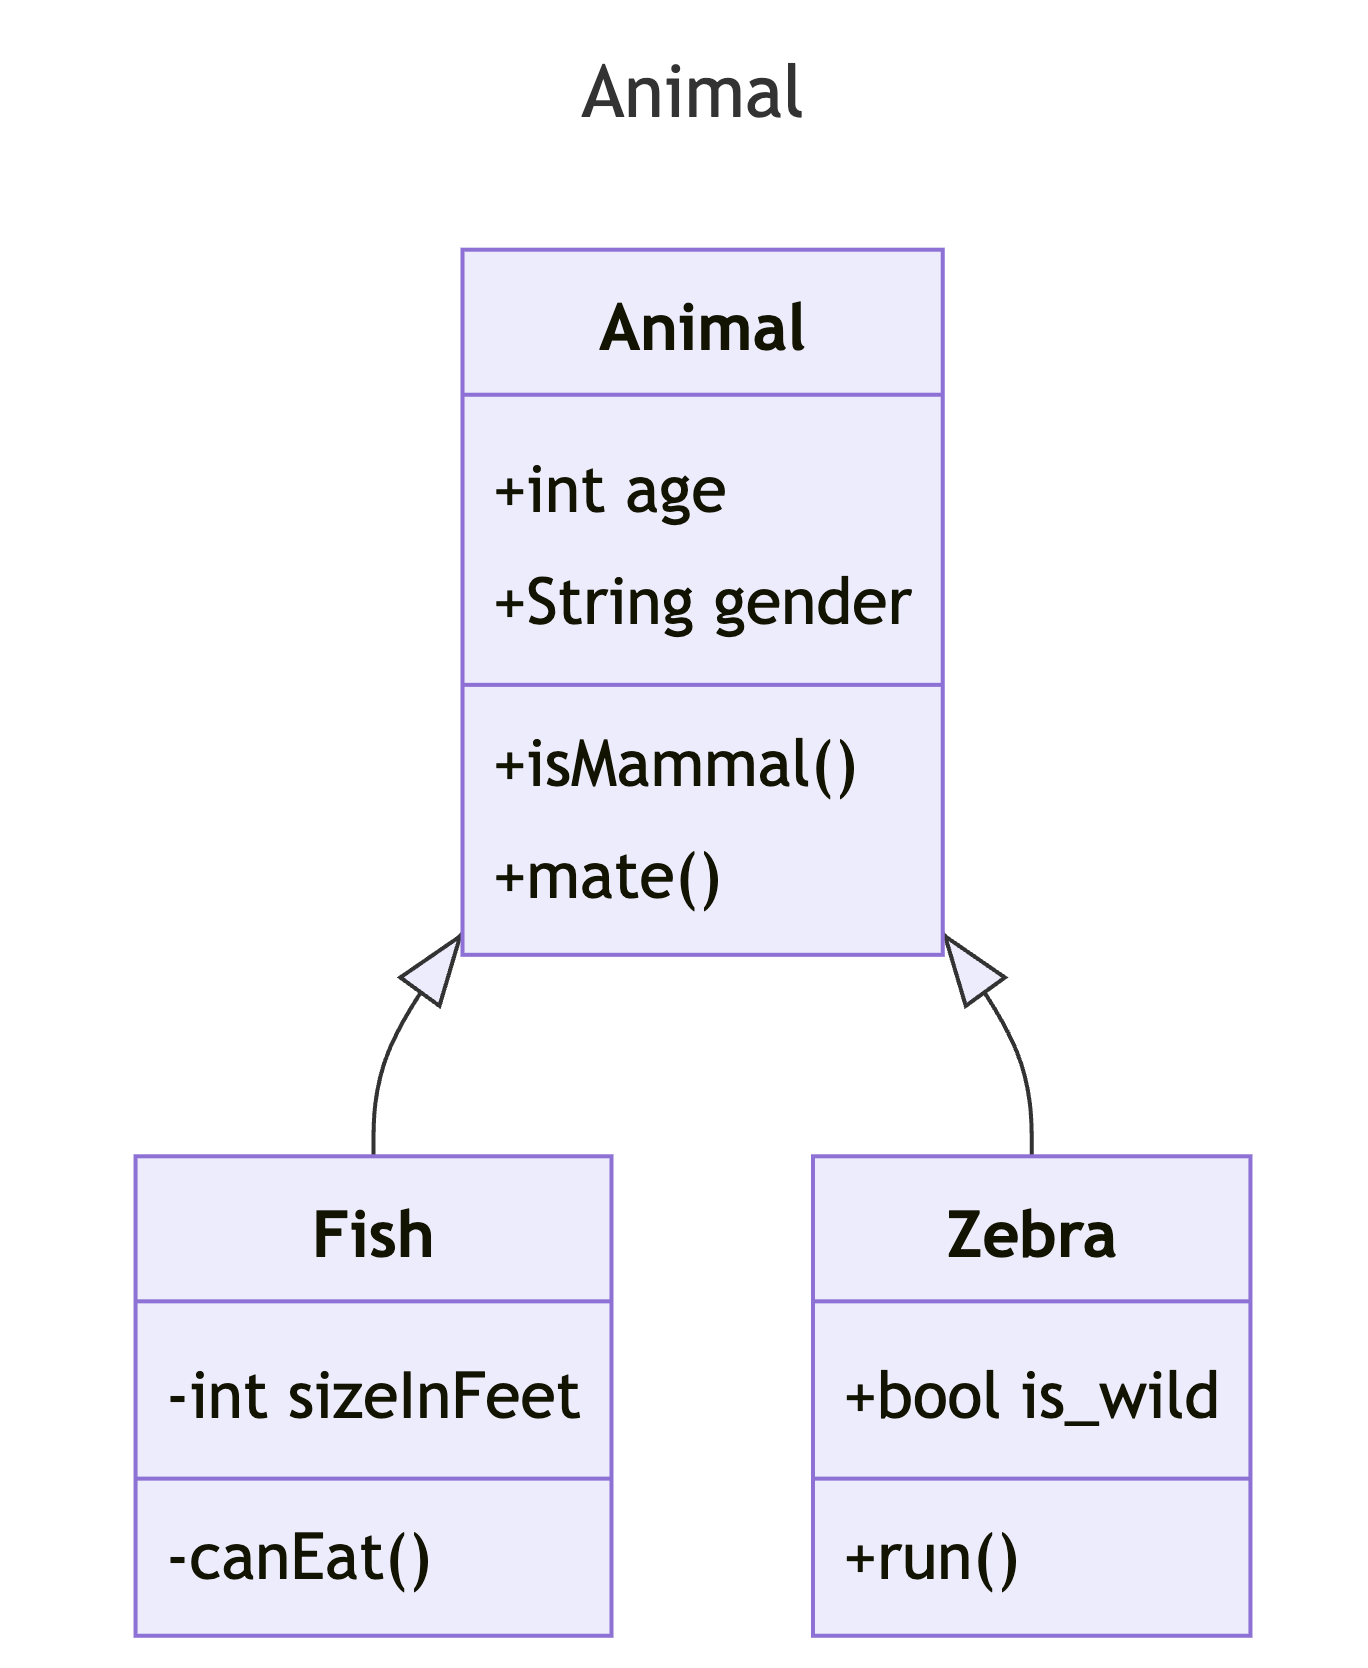 Animal
Animal
+int age
+String gender
+isMammal()
+mate()
Fish
-int sizeInFeet
-canEat()
Zebra
+bool is_wild
+run()